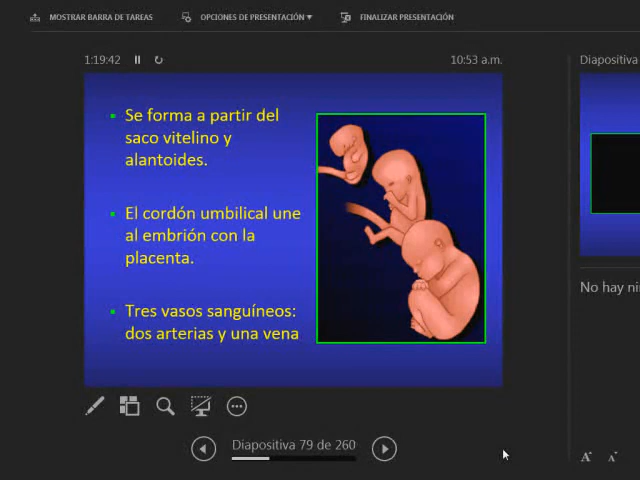 MOSTRAR BARRA DE TAREAS
OPCIONES DE PRESENTACIÓN
FINALIZAR PRESENTACIÓN
1:19:42
10:53 a.m.
Diapositiva
Se forma a partir del
saco vitelino y
alantoides.
El cordón umbilical une
al embrión con la
placenta.
Tres vasos sanguíneos:
dos arterias y una vena
No hay nin
Diapositiva 79 de 260
A A